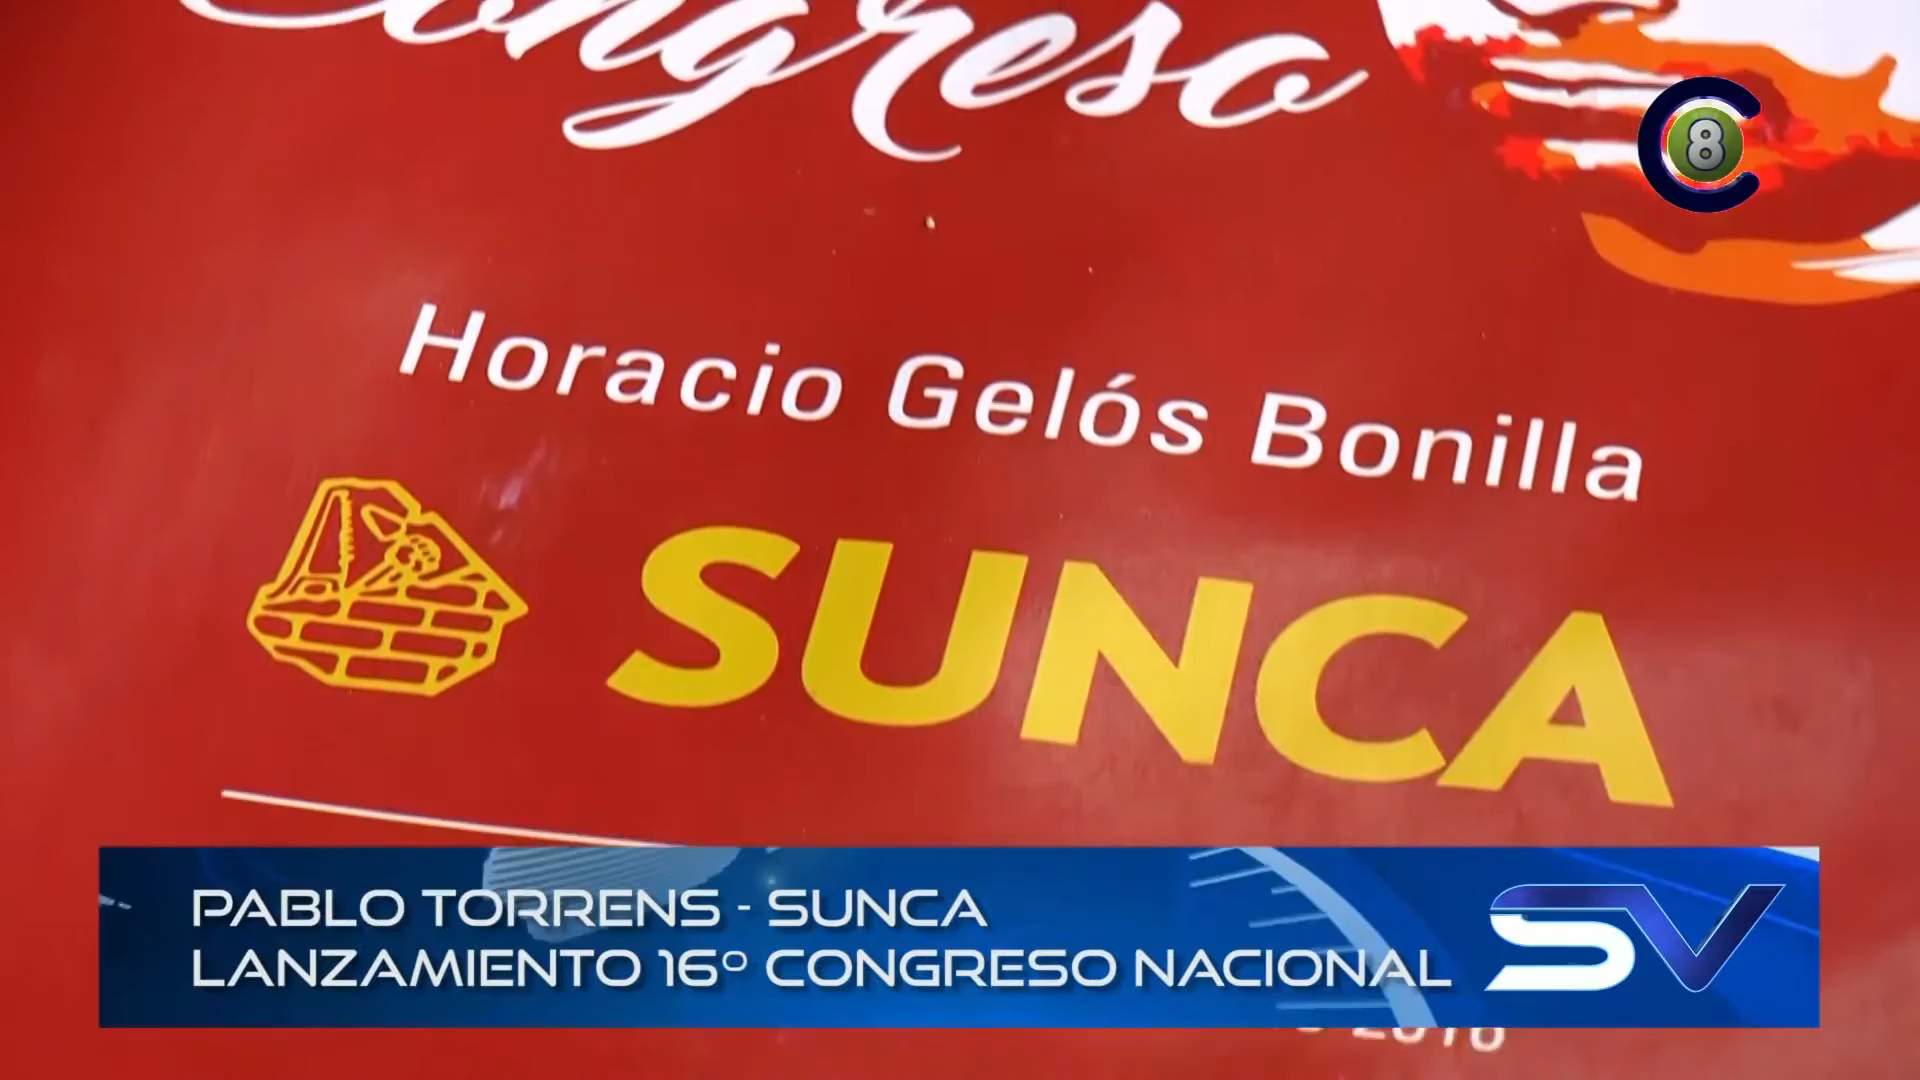 Congreso
8
Horacio Gelós Bonilla
SUNCA
PABLO TORRENS - SUNCA
LANZAMIENTO 16º CONGRESO NACIONAL
SV